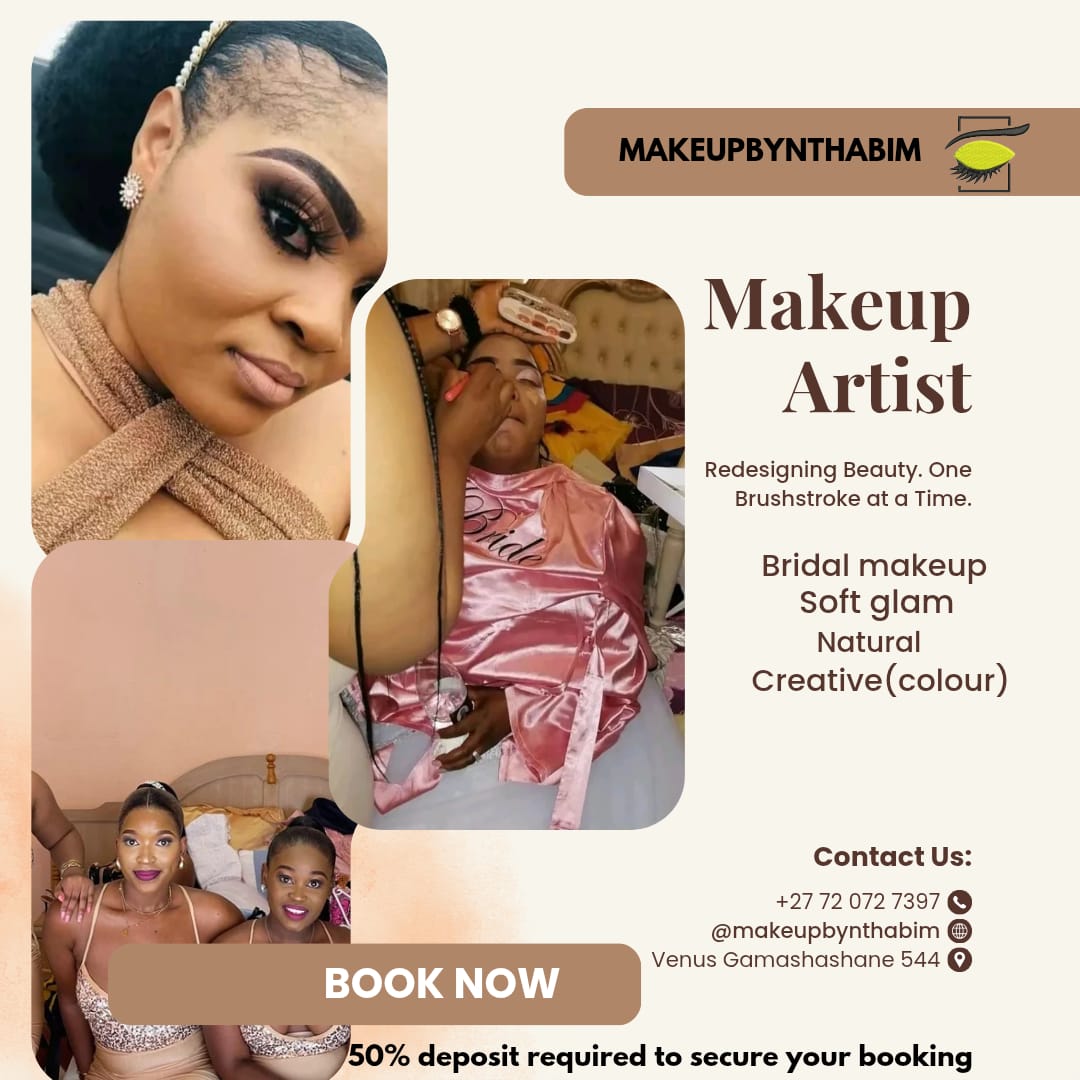 MAKEUPBYNTHABIM
Makeup
Artist
Redesigning Beauty. One
Brushstroke at a Time.
Bride
Bridal makeup
Soft glam
Natural
Creative(colour)
Contact Us:
+27 72 072 7397
@makeupbynthabim
Venus Gamashashane 544
BOOK NOW
50% deposit required to secure your booking